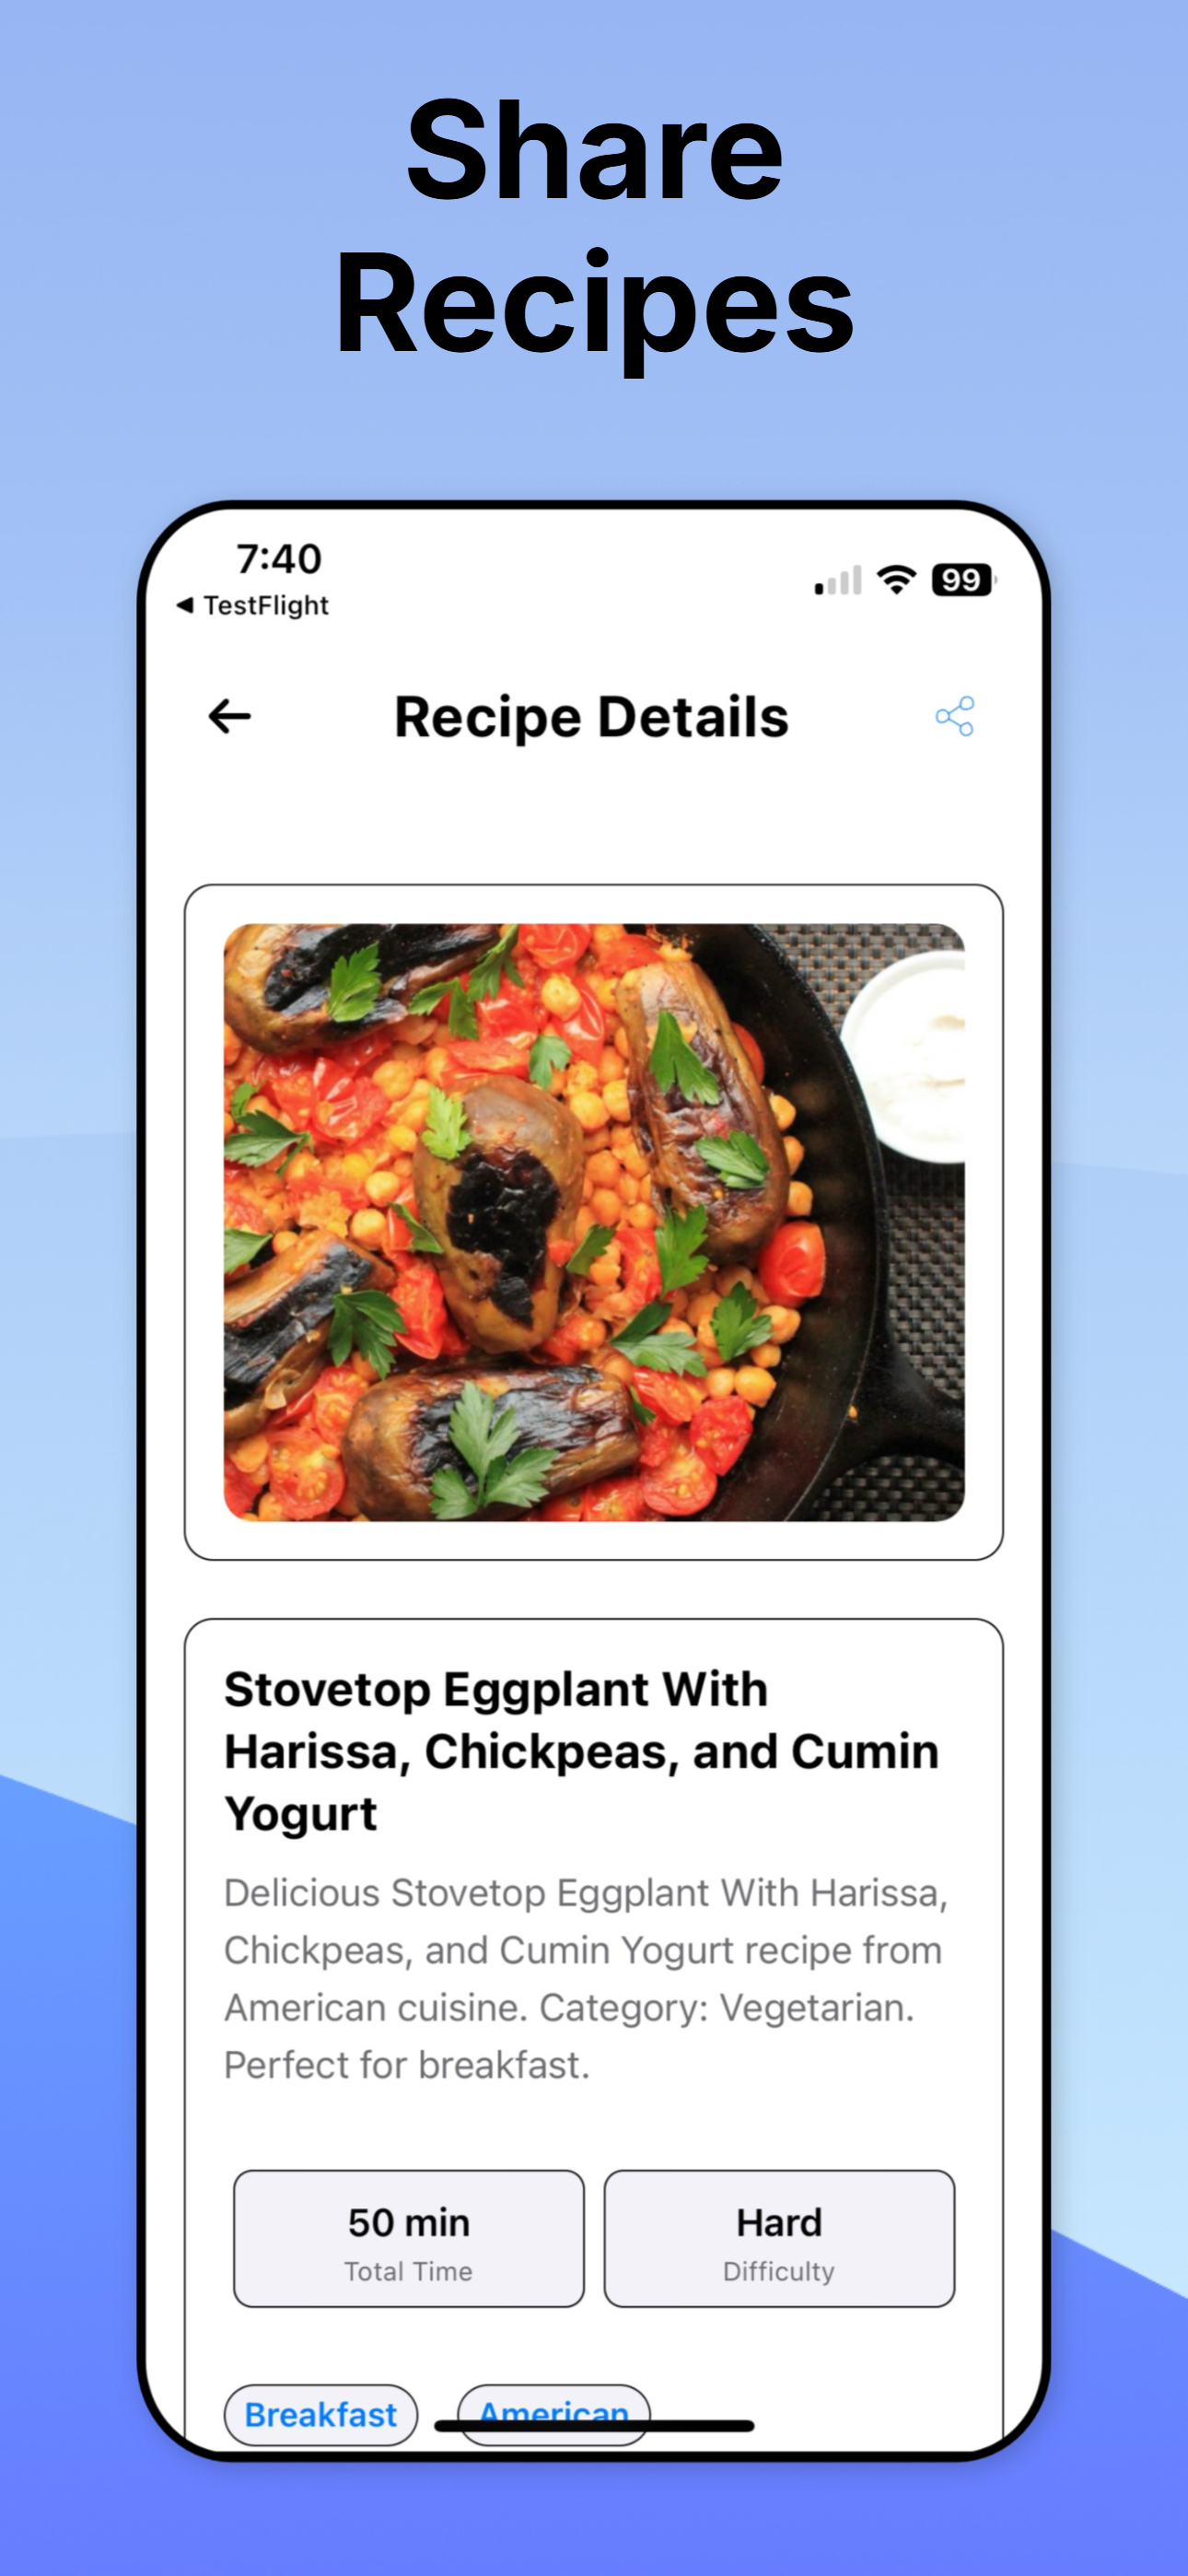 Share
Recipes
7:40
◀ TestFlight
99
Recipe Details
Stovetop Eggplant With
Harissa, Chickpeas, and Cumin
Yogurt
Delicious Stovetop Eggplant With Harissa,
Chickpeas, and Cumin Yogurt recipe from
American cuisine. Category: Vegetarian.
Perfect for breakfast.
50 min
Total Time
Hard
Difficulty
Breakfast
American